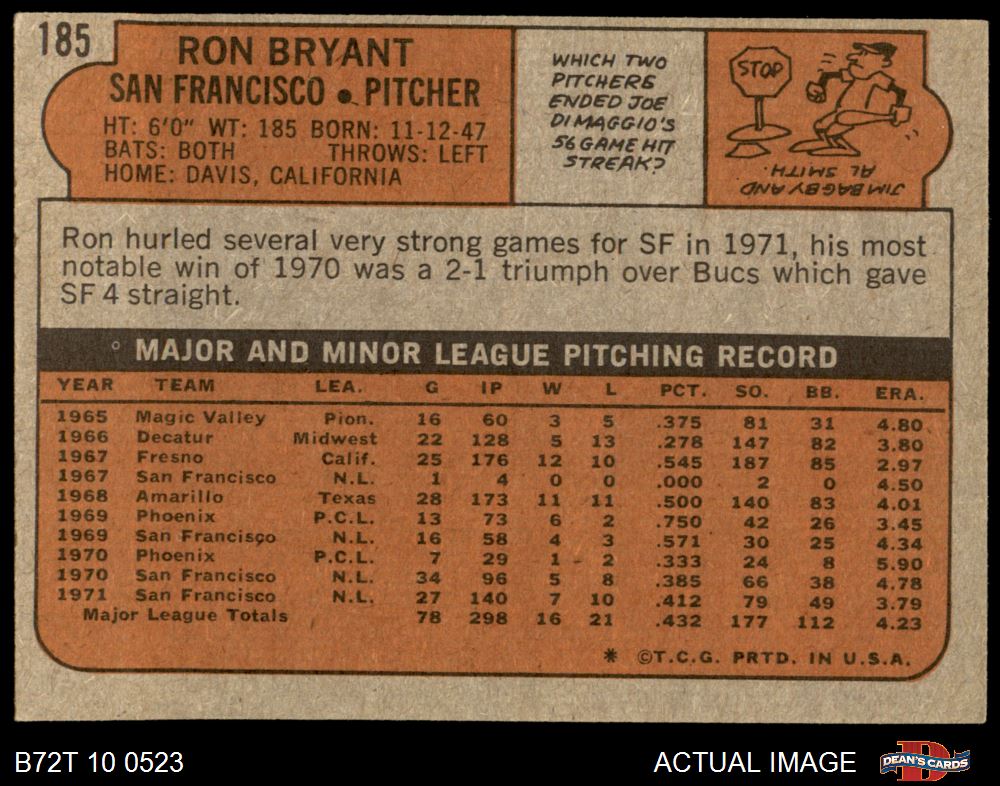 185
RON BRYANT
SAN FRANCISCO • PITCHER
HT: 6'0" WT: 185 BORN: 11-12-47
BATS: BOTH THROWS: LEFT
HOME: DAVIS, CALIFORNIA
WHICH TWO
PITCHERS
ENDED JOE
DIMAGGIO'S
56 GAME HIT
STREAK?
STOP
JIM BAGBY AND
AL SMITH.
Ron hurled several very strong games for SF in 1971, his most
notable win of 1970 was a 2-1 triumph over Bucs which gave
SF 4 straight.
MAJOR AND MINOR LEAGUE PITCHING RECORD
YEAR TEAM LEA. G IP W L PCT. SO. BB. ERA.
1965 Magic Valley Pion. 16 60 3 5 .375 81 31 4.80
1966 Decatur Midwest 22 128 5 13 .278 147 82 3.80
1967 Fresno Calif. 25 176 12 10 .545 187 85 2.97
1967 San Francisco N.L. 1 4 0 0 .000 2 0 4.50
1968 Amarillo Texas 28 173 11 11 .500 140 83 4.01
1969 Phoenix P.C.L. 13 73 6 2 .750 42 26 3.45
1969 San Francisco N.L. 16 58 4 3 .571 30 25 4.34
1970 Phoenix P.C.L. 7 29 1 2 .333 24 8 5.90
1970 San Francisco N.L. 34 96 5 8 .385 66 38 4.78
1971 San Francisco N.L. 27 140 7 10 .412 79 49 3.79
Major League Totals 78 298 16 21 .432 177 112 4.23
* ©T.C.G. PRTD. IN U.S.A.
B72T 10 0523
ACTUAL IMAGE
D
DEAN'S CARDS